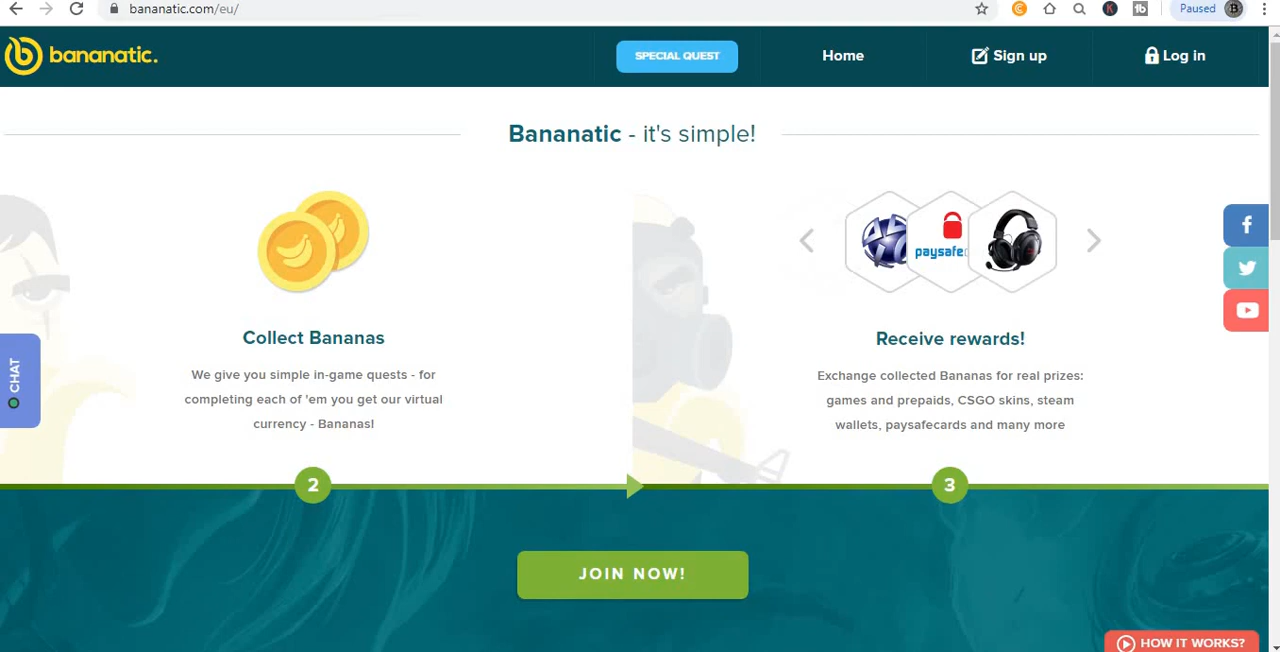 bananatic.com/eu/
Paused
bananatic.
SPECIAL QUEST
Home
Sign up
Log in
Bananatic - it's simple!
paysafe
Collect Bananas
We give you simple in-game quests - for
completing each of 'em you get our virtual
currency - Bananas!
Receive rewards!
Exchange collected Bananas for real prizes:
games and prepaids, CSGO skins, steam
wallets, paysafecards and many more
CHAT
2
3
JOIN NOW!
HOW IT WORKS?